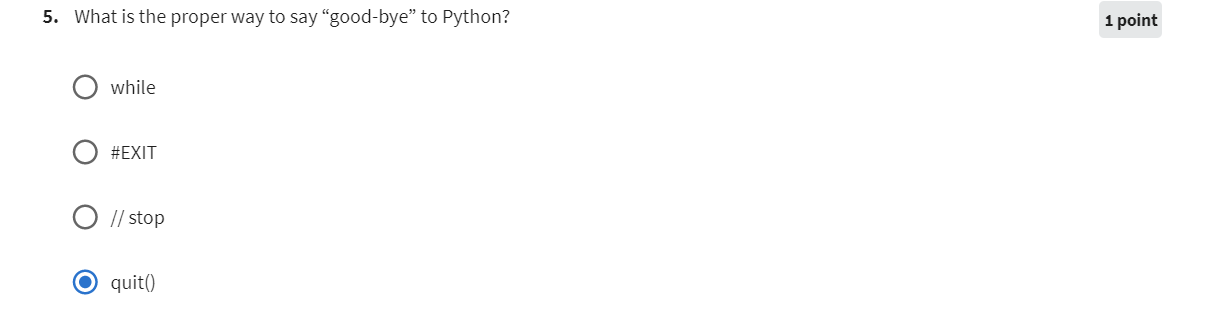 5. What is the proper way to say “good-bye” to Python?
1 point
while
#EXIT
// stop
quit()